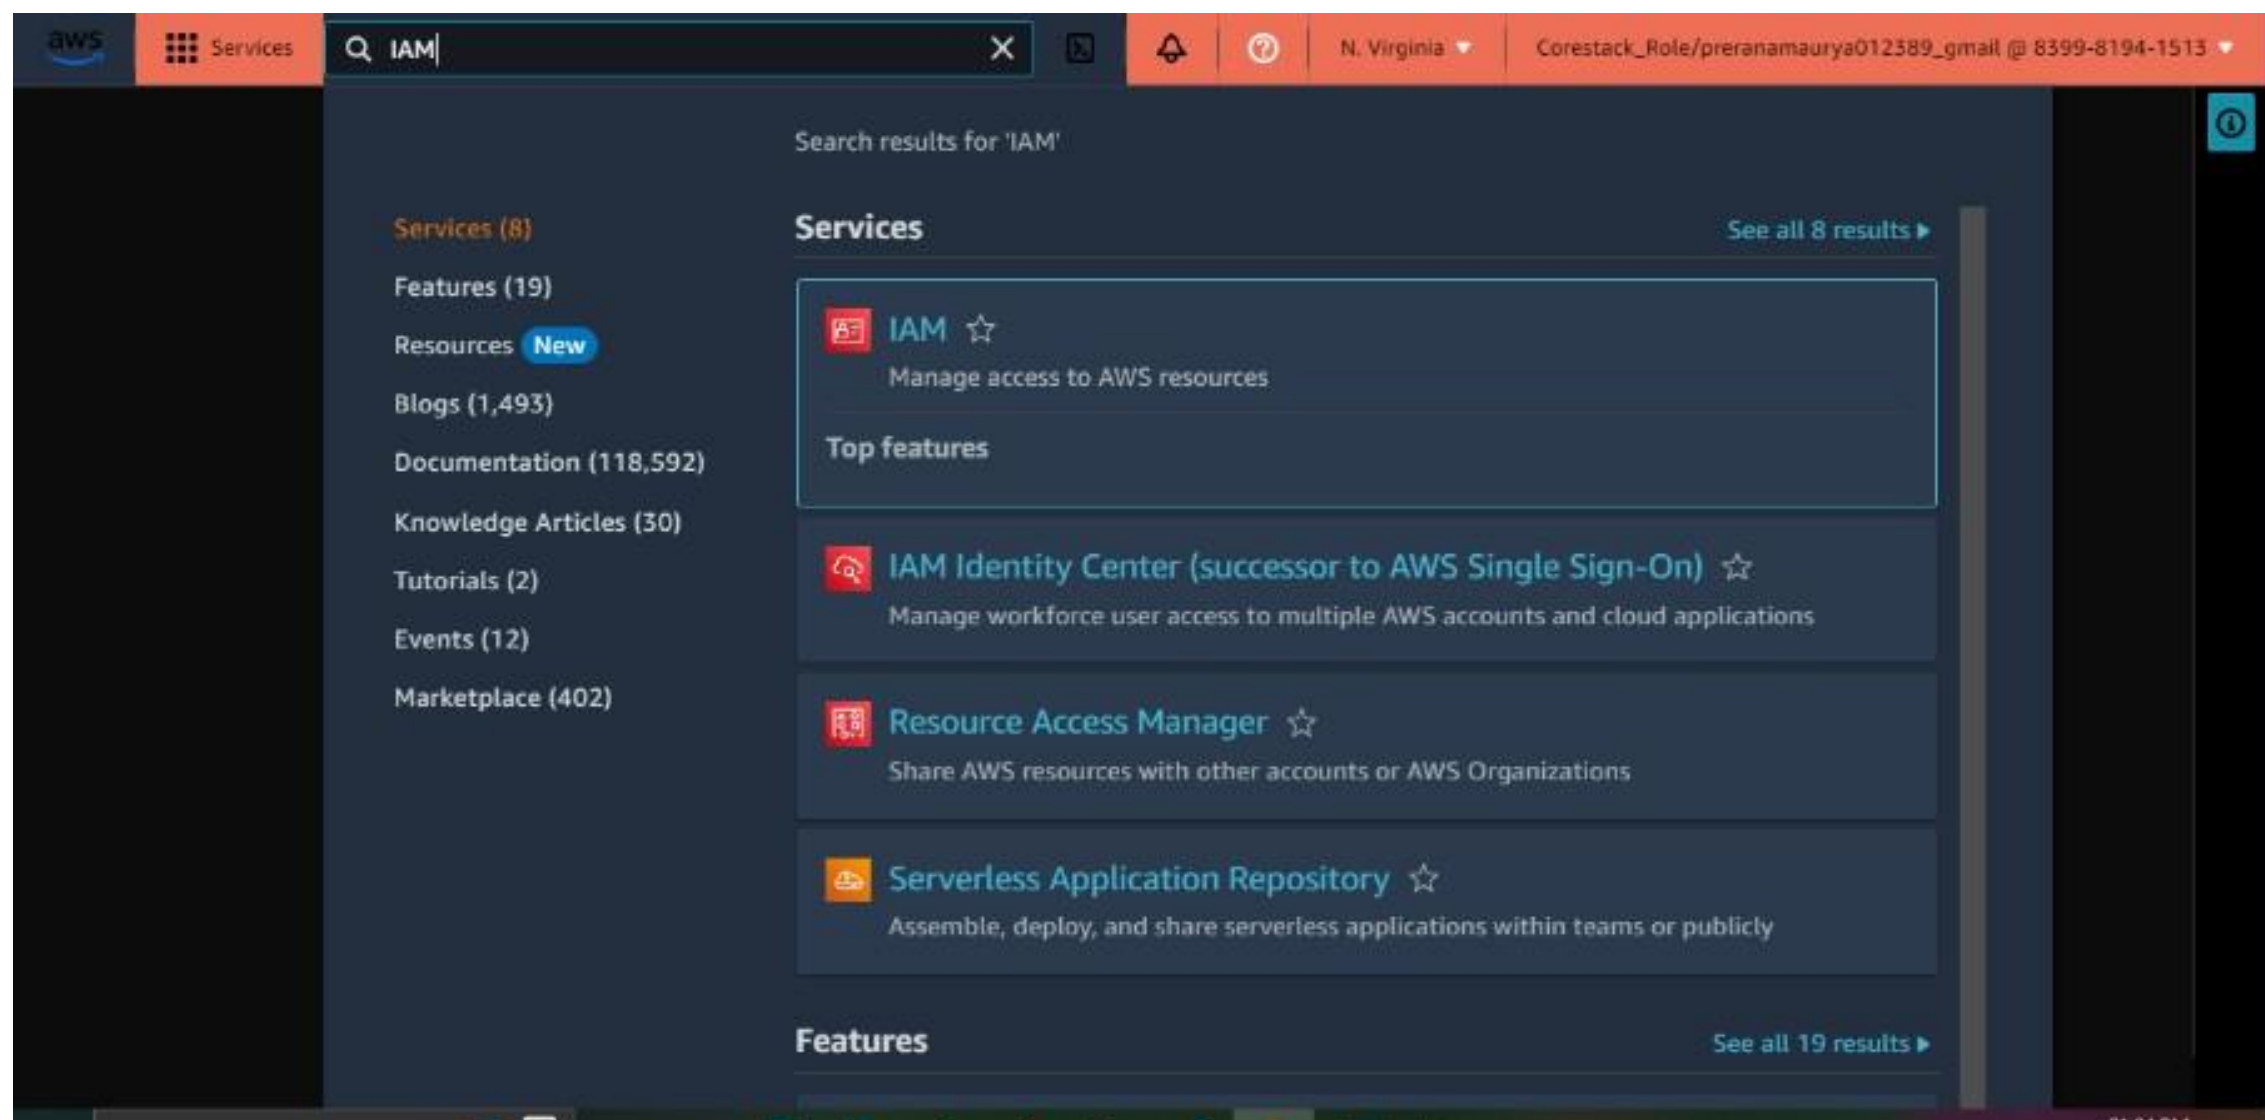 aws
Services
IAM
N. Virginia
Corestack_Role/preranamaurya012389_gmail @ 8399-8194-1513
Search results for 'IAM'
Services (8)
Features (19)
Resources New
Blogs (1,493)
Documentation (118,592)
Knowledge Articles (30)
Tutorials (2)
Events (12)
Marketplace (402)
Services
See all 8 results
IAM
Manage access to AWS resources
Top features
IAM Identity Center (successor to AWS Single Sign-On)
Manage workforce user access to multiple AWS accounts and cloud applications
Resource Access Manager
Share AWS resources with other accounts or AWS Organizations
Serverless Application Repository
Assemble, deploy, and share serverless applications within teams or publicly
Features
See all 19 results